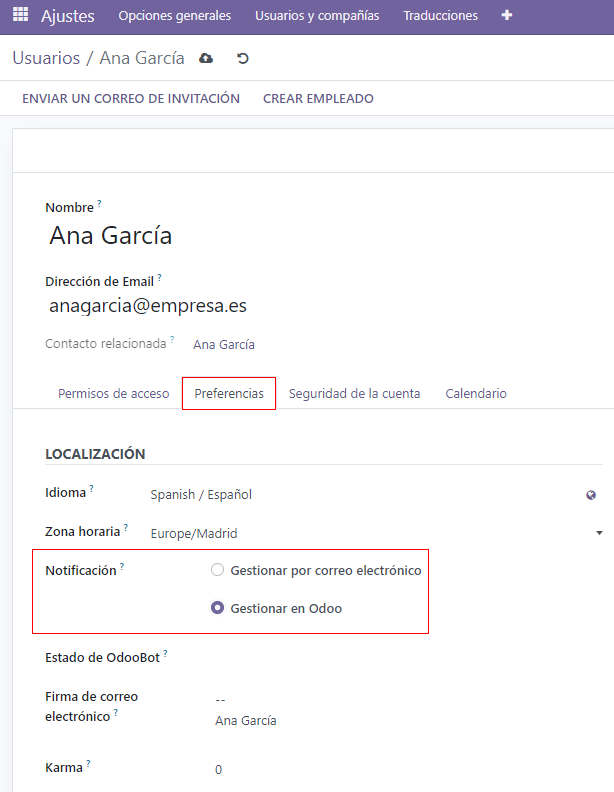 Ajustes Opciones generales Usuarios y compañías Traducciones
Usuarios / Ana García
ENVIAR UN CORREO DE INVITACIÓN CREAR EMPLEADO
Nombre ?
Ana García
Dirección de Email ?
anagarcia@empresa.es
Contacto relacionada ? Ana García
Permisos de acceso Preferencias Seguridad de la cuenta Calendario
LOCALIZACIÓN
Idioma ? Spanish / Español
Zona horaria ? Europe/Madrid
Notificación ? Gestionar por correo electrónico
Gestionar en Odoo
Estado de OdooBot ?
Firma de correo electrónico ? --
Ana García
Karma ? 0